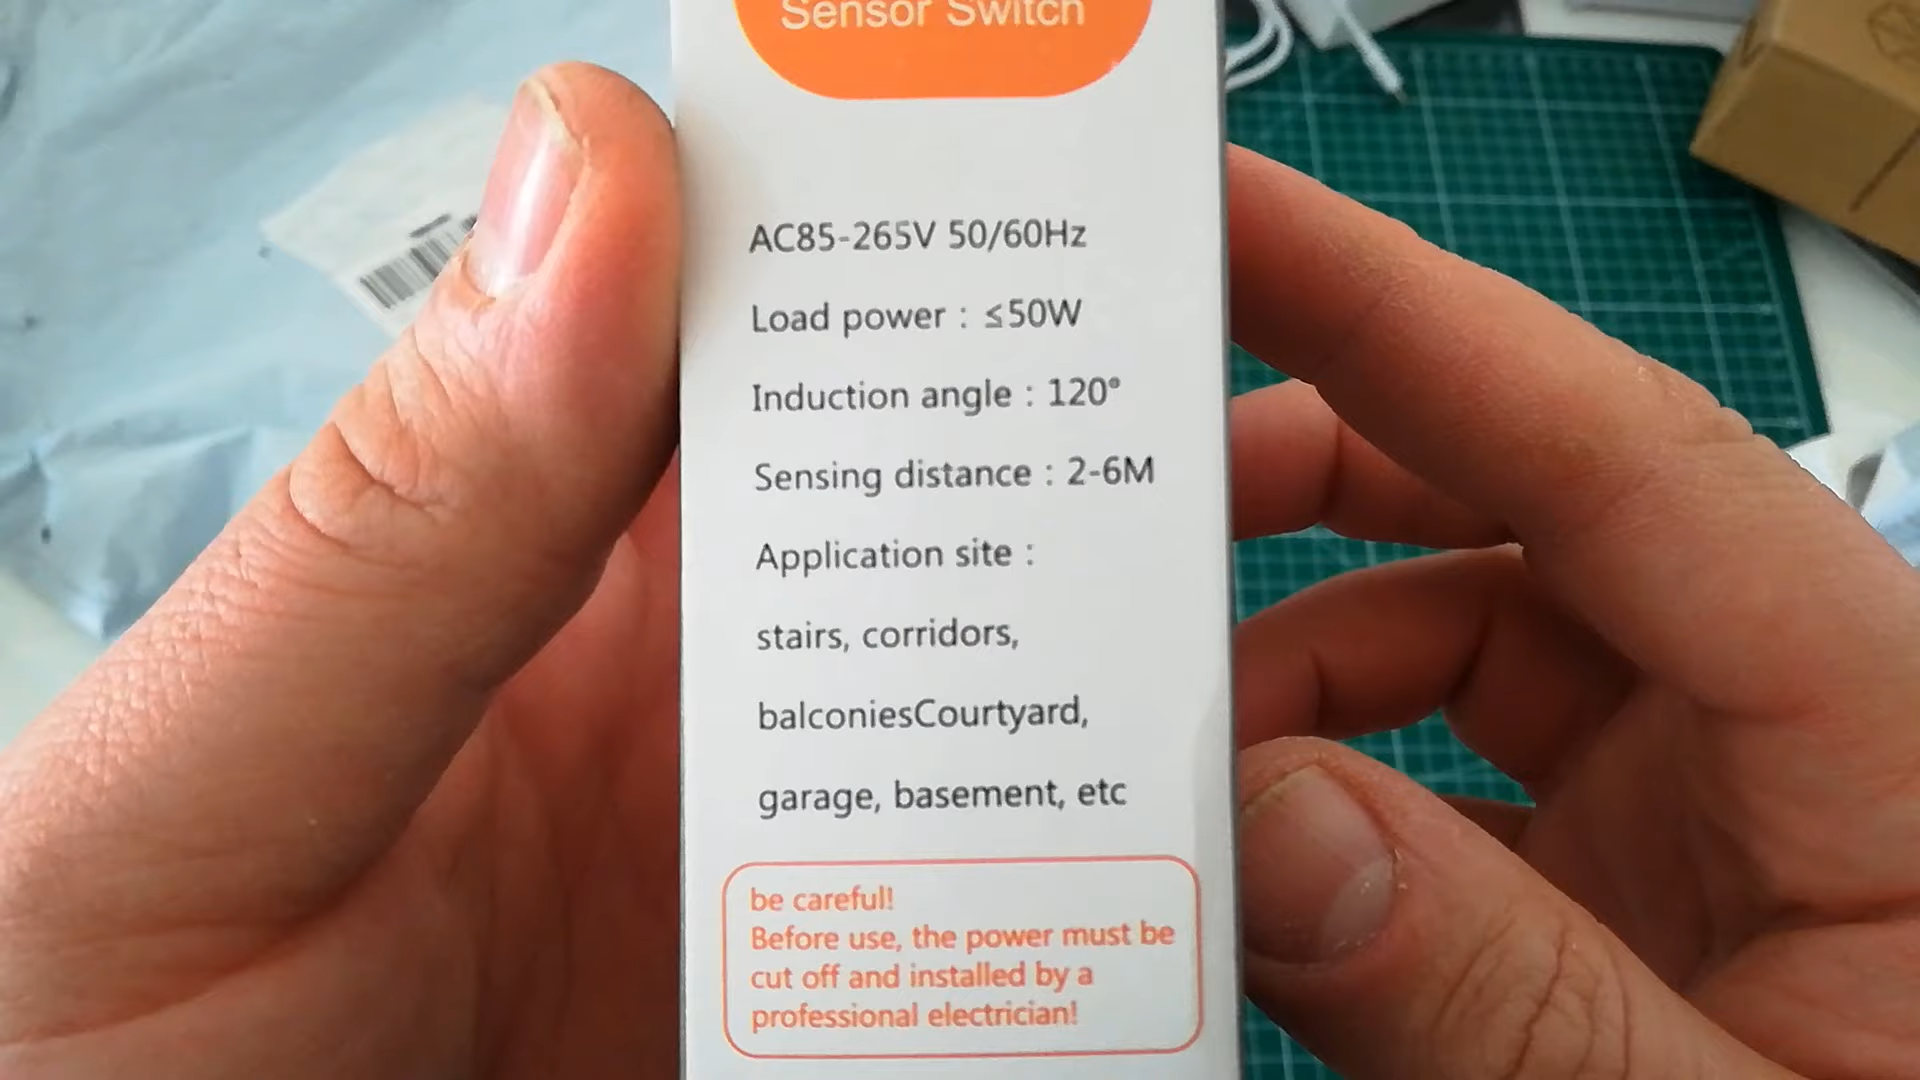 Sensor Switch
AC85-265V 50/60Hz
Load power : ≤50W
Induction angle : 120°
Sensing distance : 2-6M
Application site :
stairs, corridors,
balconiesCourtyard,
garage, basement, etc
be careful!
Before use, the power must be
cut off and installed by a
professional electrician!